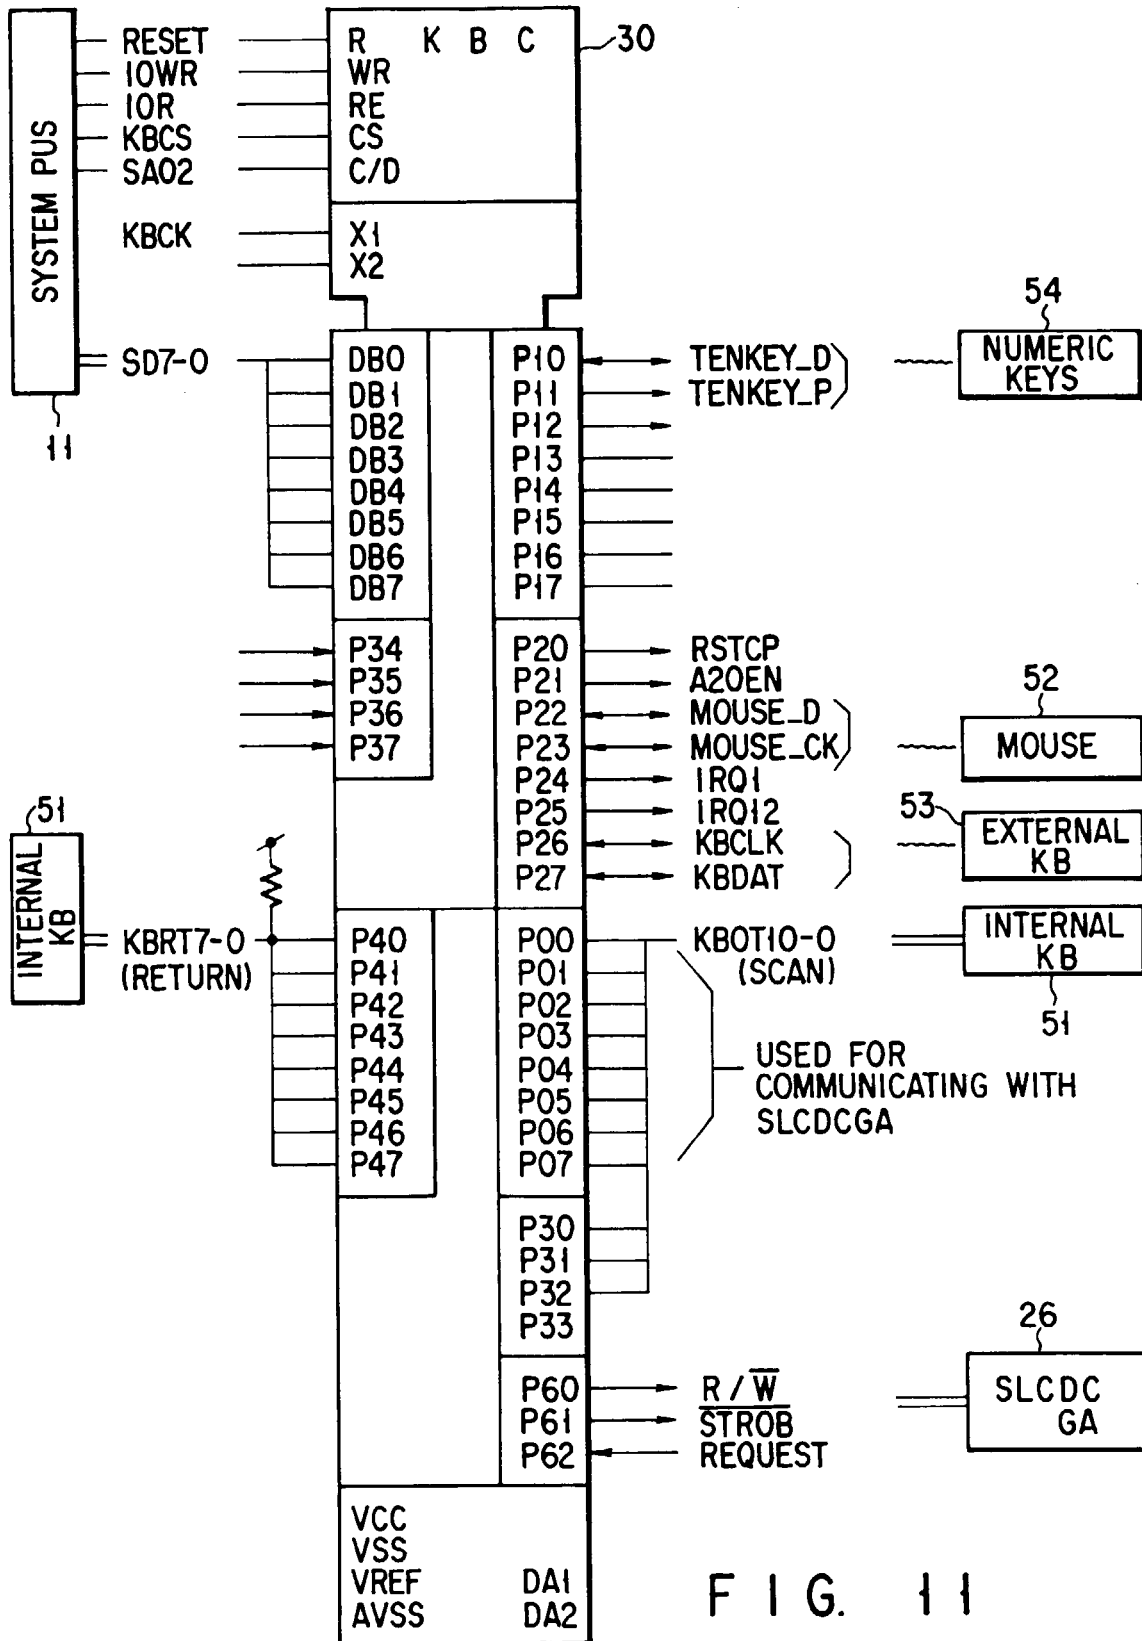 RESET R K B C 30
IOWR WR
IOR RE
KBCS CS
SA02 C/D
SYSTEM PUS
KBCK X1
X2
11
SD7-0 DB0 P10 TENKEY_D
DB1 P11 TENKEY_P
54
NUMERIC
KEYS
DB2 P12
DB3 P13
DB4 P14
DB5 P15
DB6 P16
DB7 P17
P34 P20 RSTCP
P35 P21 A20EN
P36 P22 MOUSE_D
P37 P23 MOUSE_CK
52
MOUSE
P24 IRQ1
P25 IRQ12
P26 KBCLK
P27 KBDAT
53
EXTERNAL
KB
51
INTERNAL
KB
KBRT7-0 P40 P00 KBOT10-0
(RETURN) P41 P01 (SCAN)
INTERNAL
KB
51
P42 P02
P43 P03
P44 P04
P45 P05
P46 P06
P47 P07
USED FOR
COMMUNICATING WITH
SLCDCGA
P30
P31
P32
P33
26
P60 R/W̅ SLCDC
P61 S̅T̅R̅O̅B̅ GA
P62 REQUEST
VCC
VSS
VREF DA1
AVSS DA2
FIG. 11